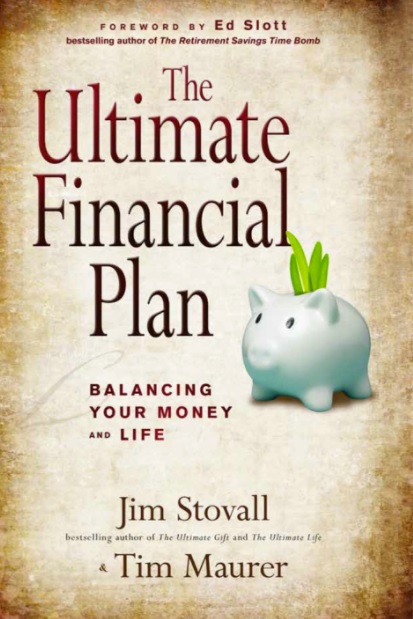 FOREWORD BY Ed Slott
bestselling author of The Retirement Savings Time Bomb
The
Ultimate
Financial
Plan
BALANCING
YOUR MONEY
AND LIFE
Jim Stovall
bestselling author of The Ultimate Gift and The Ultimate Life
& Tim Maurer